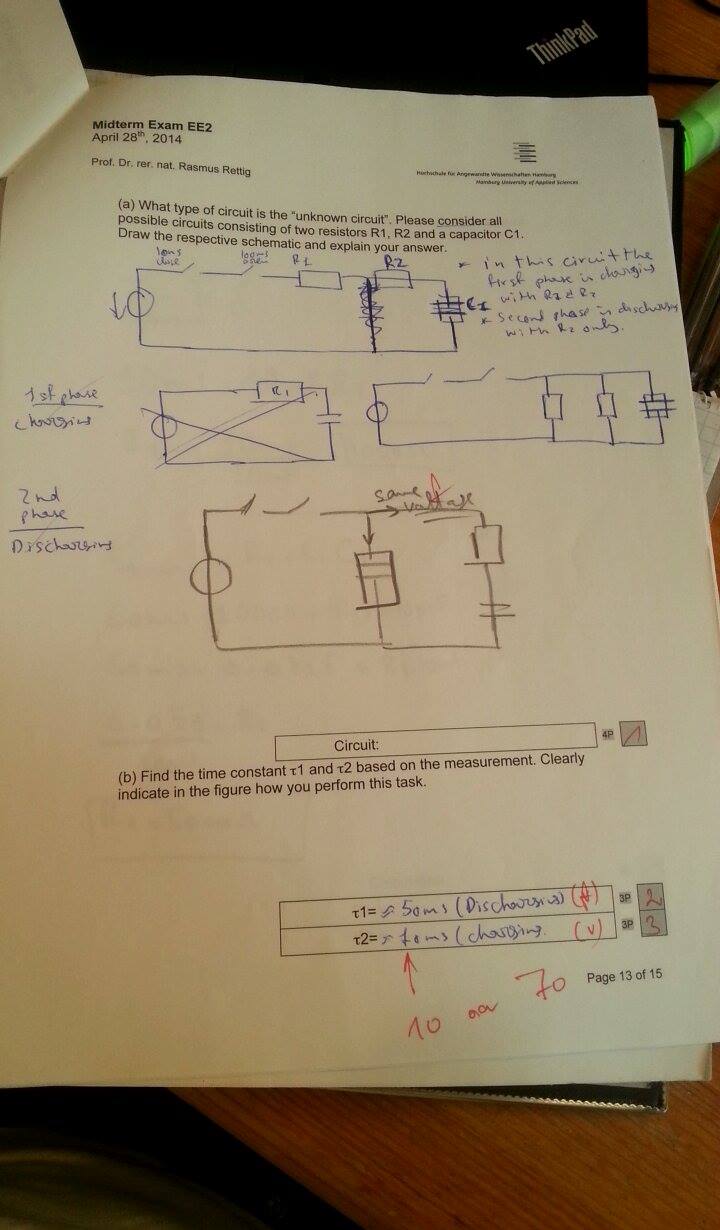 ThinkPad
Midterm Exam EE2
April 28th, 2014
Prof. Dr. rer. nat. Rasmus Rettig
Hochschule für Angewandte Wissenschaften Hamburg
Hamburg University of Applied Sciences
(a) What type of circuit is the "unknown circuit". Please consider all
possible circuits consisting of two resistors R1, R2 and a capacitor C1.
Draw the respective schematic and explain your answer.
10ms
close
100ms
open
R1
R2
C1
* in this circuit the
first phase is charging
with R1 & R2
* Second phase is discharging
with R2 only.
1st phase
charging
R1
2nd
phase
Discharging
same
voltage
Circuit:
4P
1
(b) Find the time constant τ1 and τ2 based on the measurement. Clearly
indicate in the figure how you perform this task.
τ1= ≈ 50ms (Discharging)
3P
2
τ2= ≈ 10ms (charging.
(v)
3P
3
10 or 70
Page 13 of 15